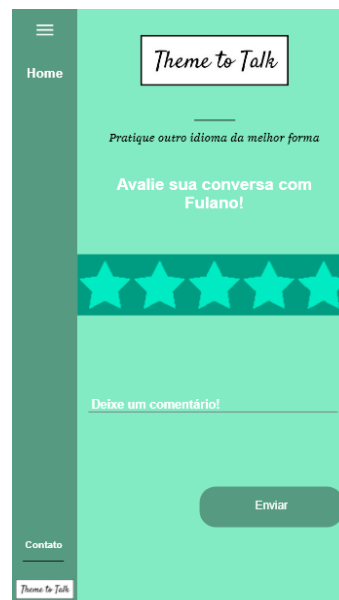 Home
Theme to Talk
Pratique outro idioma da melhor forma
Avalie sua conversa com
Fulano!
Deixe um comentário!
Enviar
Contato
Theme to Talk